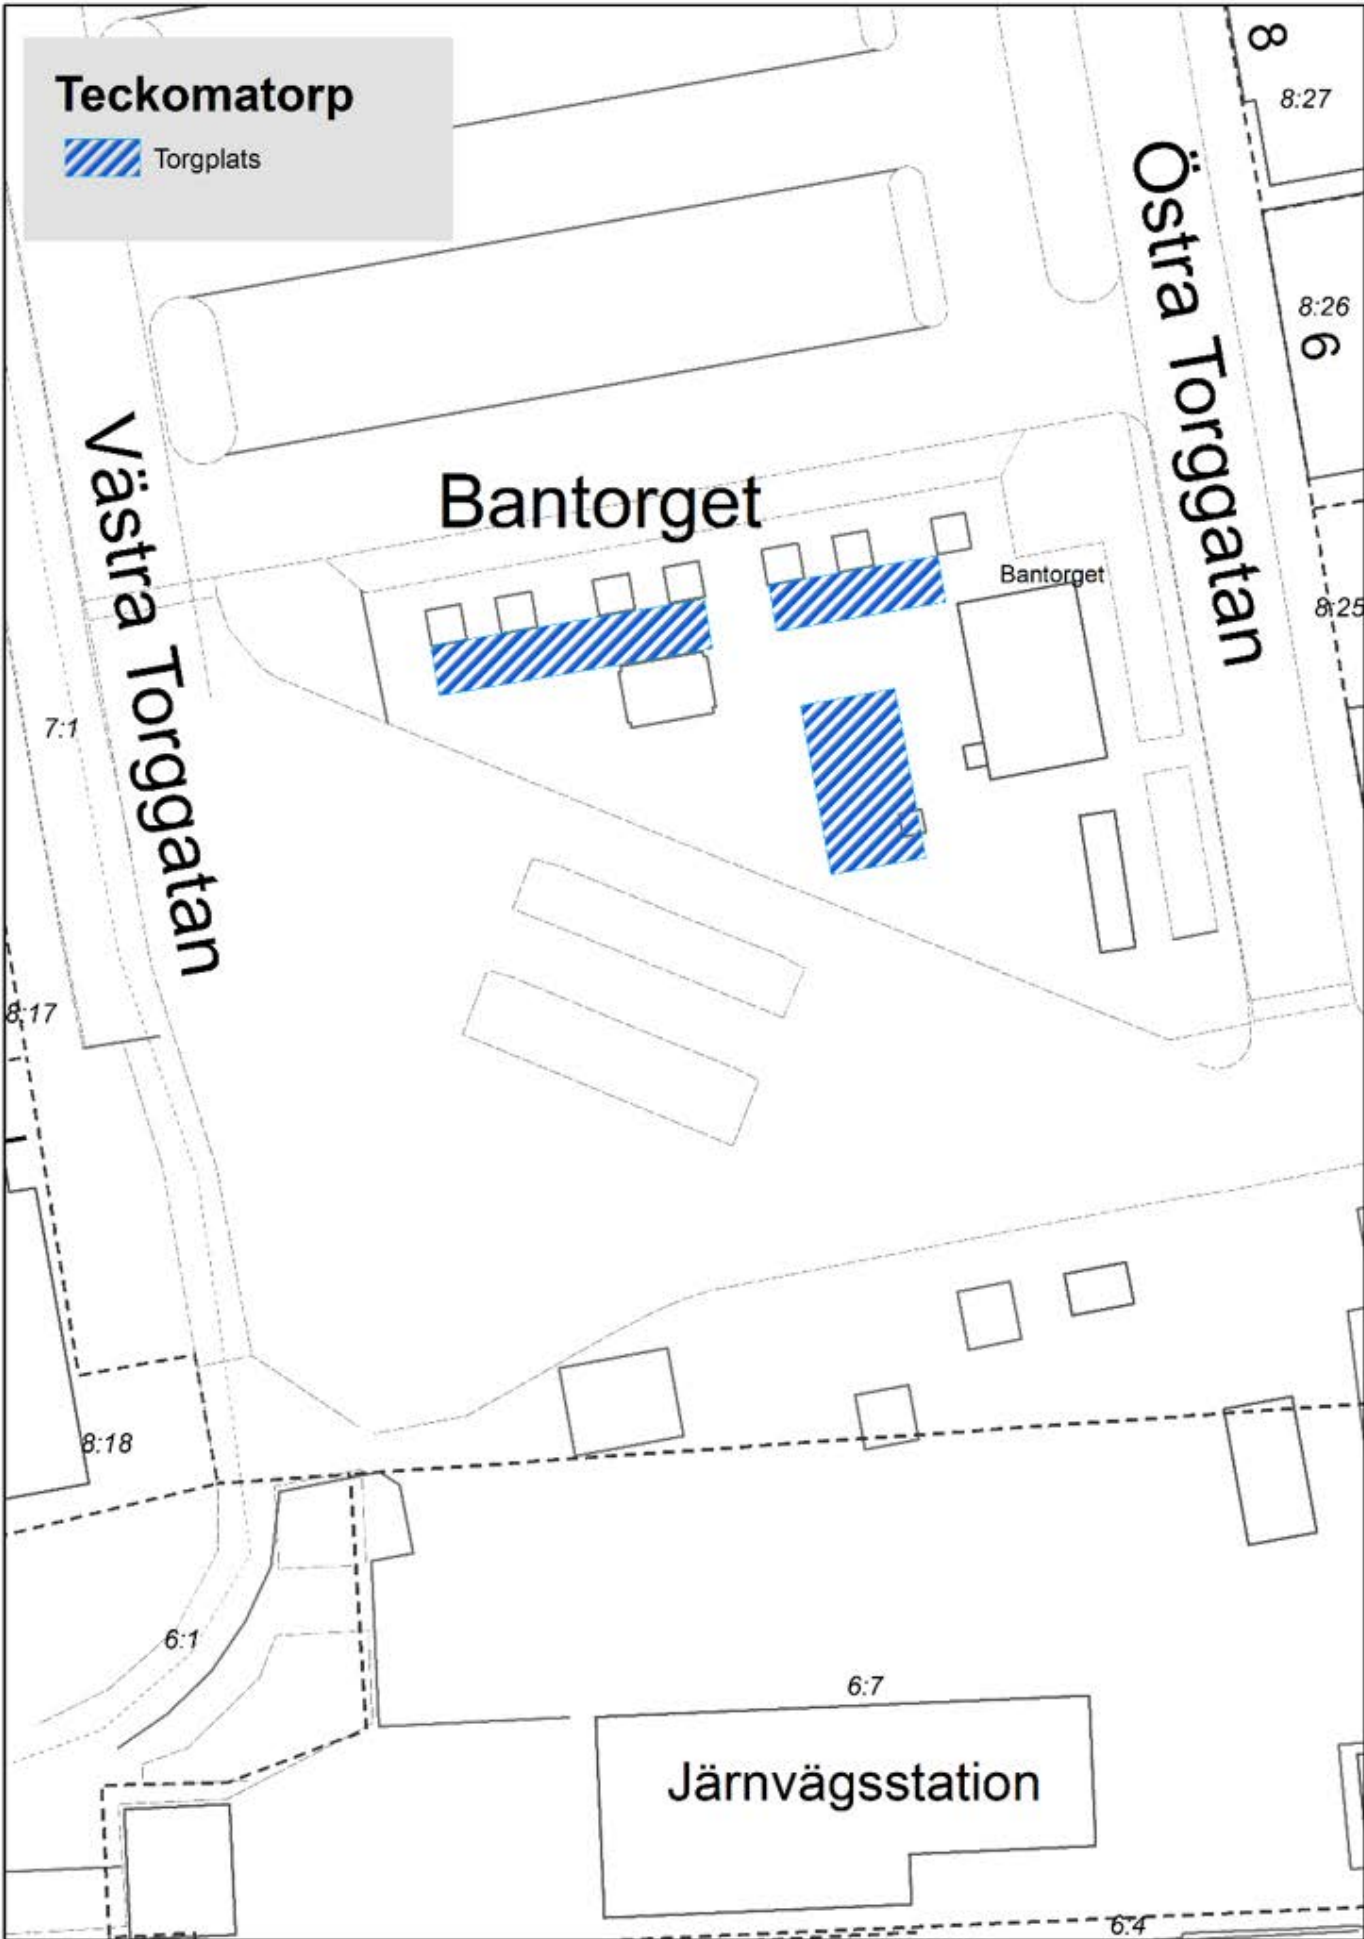 Teckomatorp
Torgplats
8
8:27
Östra Torggatan
8:26
6
Västra Torggatan
Bantorget
Bantorget
8:25
7:1
8:17
8:18
6:1
6:7
Järnvägsstation
6:4